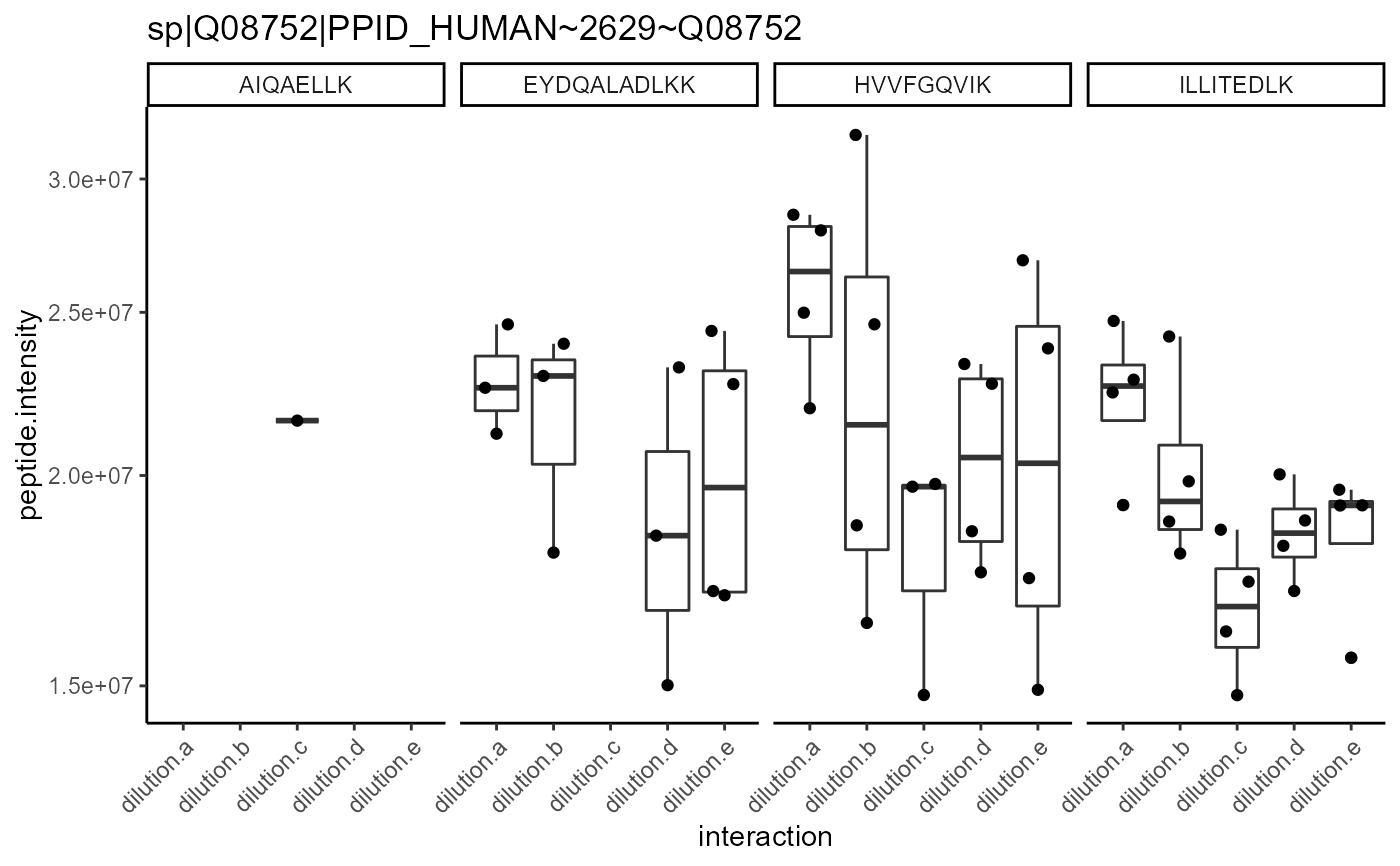 sp|Q08752|PPID_HUMAN~2629~Q08752
AIQAELLK EYDQALADLKK HVVFGQVIK ILLITEDLK
3.0e+07
2.5e+07
2.0e+07
1.5e+07
peptide.intensity
dilution.a dilution.b dilution.c dilution.d dilution.e dilution.a dilution.b dilution.c dilution.d dilution.e dilution.a dilution.b dilution.c dilution.d dilution.e dilution.a dilution.b dilution.c dilution.d dilution.e
interaction